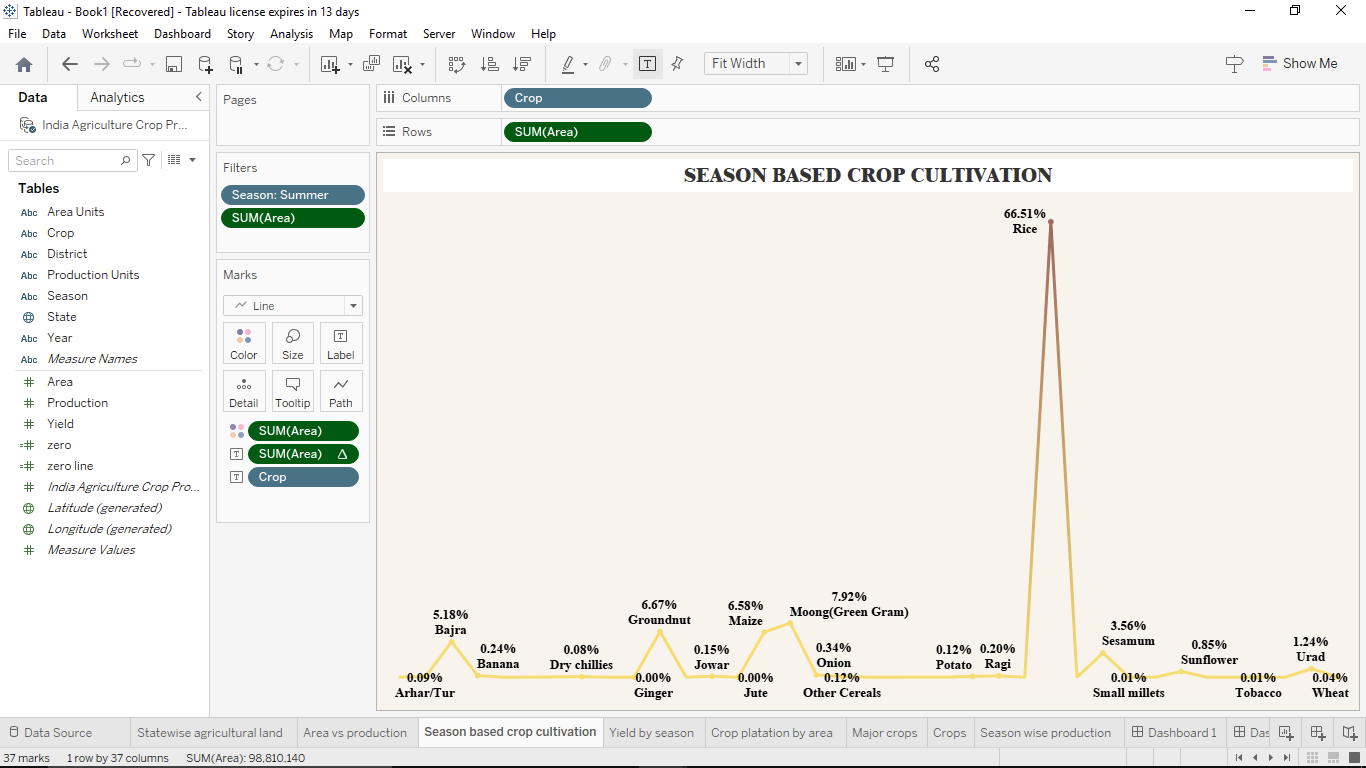 Tableau - Book1 [Recovered] - Tableau license expires in 13 days
File Data Worksheet Dashboard Story Analysis Map Format Server Window Help
Fit Width
Show Me
Data Analytics
India Agriculture Crop Pr...
Search
Tables
Abc Area Units
Abc Crop
Abc District
Abc Production Units
Abc Season
State
Abc Year
Abc Measure Names
Area
Production
Yield
zero
zero line
India Agriculture Crop Pro...
Latitude (generated)
Longitude (generated)
Measure Values
Pages
Filters
Season: Summer
SUM(Area)
Marks
Line
Color Size Label
Detail Tooltip Path
SUM(Area)
SUM(Area) Δ
Crop
Columns Crop
Rows SUM(Area)
SEASON BASED CROP CULTIVATION
66.51%
Rice
7.92%
Moong(Green Gram)
6.67%
Groundnut
6.58%
Maize
5.18%
Bajra
3.56%
Sesamum
1.24%
Urad
0.85%
Sunflower
0.24%
Banana
0.08%
Dry chillies
0.15%
Jowar
0.34%
Onion
0.12%
Potato
0.20%
Ragi
0.09%
Arhar/Tur
0.00%
Ginger
0.00%
Jute
0.12%
Other Cereals
0.01%
Small millets
0.01%
Tobacco
0.04%
Wheat
Data Source Statewise agricultural land Area vs production Season based crop cultivation Yield by season Crop platation by area Major crops Crops Season wise production Dashboard 1 Das
37 marks 1 row by 37 columns SUM(Area): 98,810,140